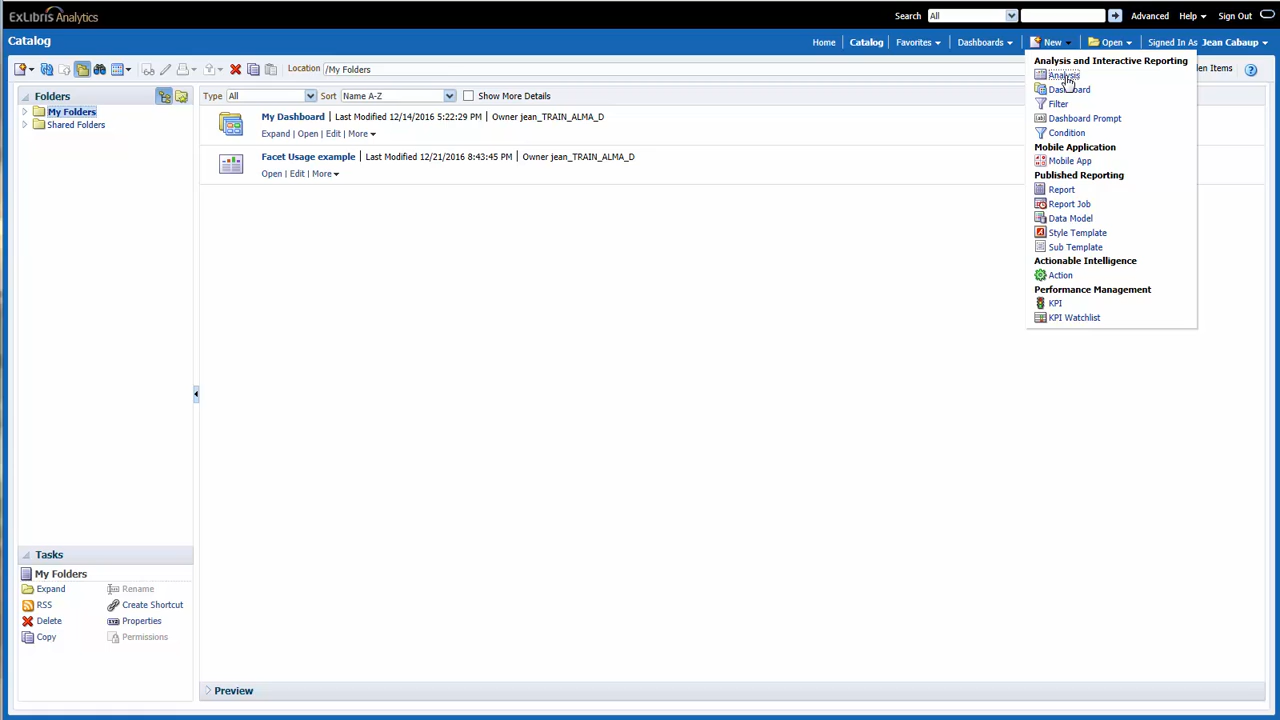 ExLibris Analytics
Search All Advanced Help Sign Out
Catalog
Home Catalog Favorites Dashboards New Open Signed In As Jean Cabaup
Location /My Folders
den Items
Folders
My Folders
Shared Folders
Type All Sort Name A-Z Show More Details
My Dashboard | Last Modified 12/14/2016 5:22:29 PM | Owner jean_TRAIN_ALMA_D
Expand | Open | Edit | More
Facet Usage example | Last Modified 12/21/2016 8:43:45 PM | Owner jean_TRAIN_ALMA_D
Open | Edit | More
Analysis and Interactive Reporting
Analysis
Dashboard
Filter
Dashboard Prompt
Condition
Mobile Application
Mobile App
Published Reporting
Report
Report Job
Data Model
Style Template
Sub Template
Actionable Intelligence
Action
Performance Management
KPI
KPI Watchlist
Tasks
My Folders
Expand Rename
RSS Create Shortcut
Delete Properties
Copy Permissions
Preview